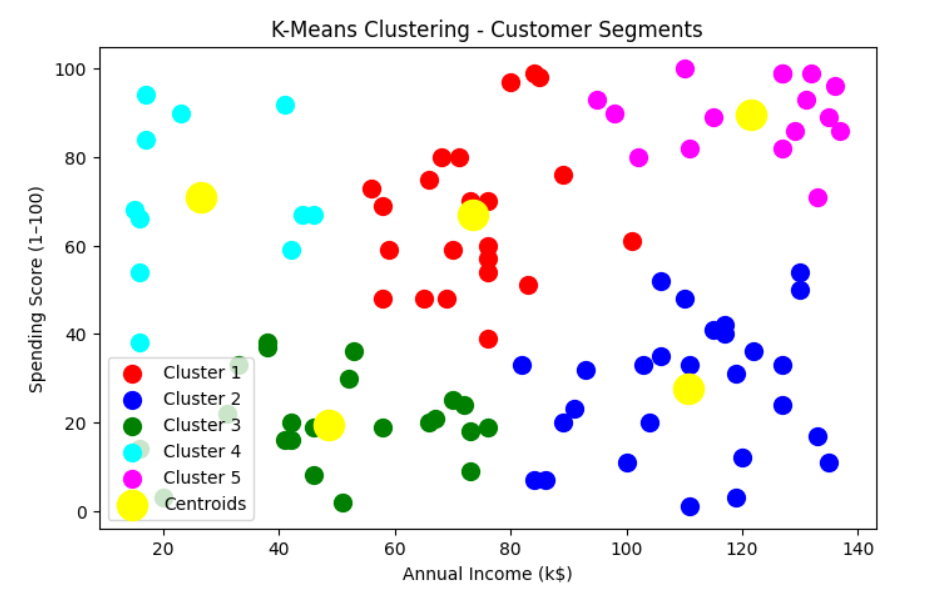 K-Means Clustering - Customer Segments
Spending Score (1–100)
100
80
60
40
20
0
Cluster 1
Cluster 2
Cluster 3
Cluster 4
Cluster 5
Centroids
20 40 60 80 100 120 140
Annual Income (k$)